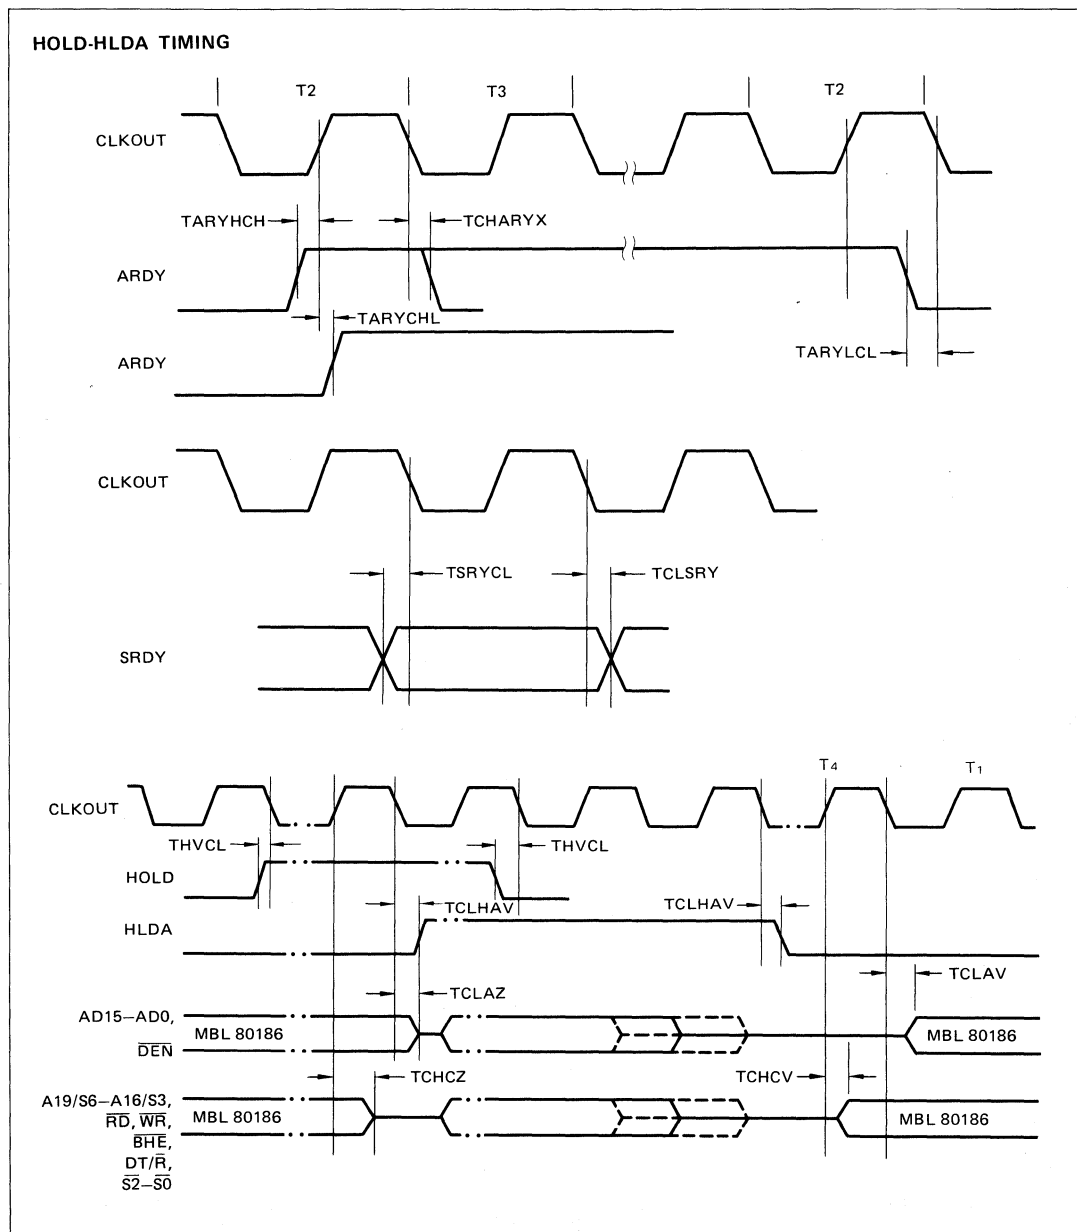 HOLD-HLDA TIMING
T2 T3 T2
CLKOUT
TARYHCH TCHARYX
ARDY
TARYCHL
ARDY TARYLCL
CLKOUT
TSRYCL TCLSRY
SRDY
T4 T1
CLKOUT
THVCL THVCL
HOLD
TCLHAV TCLHAV
HLDA
TCLAV
TCLAZ
AD15–AD0,
MBL 80186 MBL 80186
DEN
TCHCZ TCHCV
A19/S6–A16/S3,
RD, WR, MBL 80186 MBL 80186
BHE,
DT/R,
S2–S0